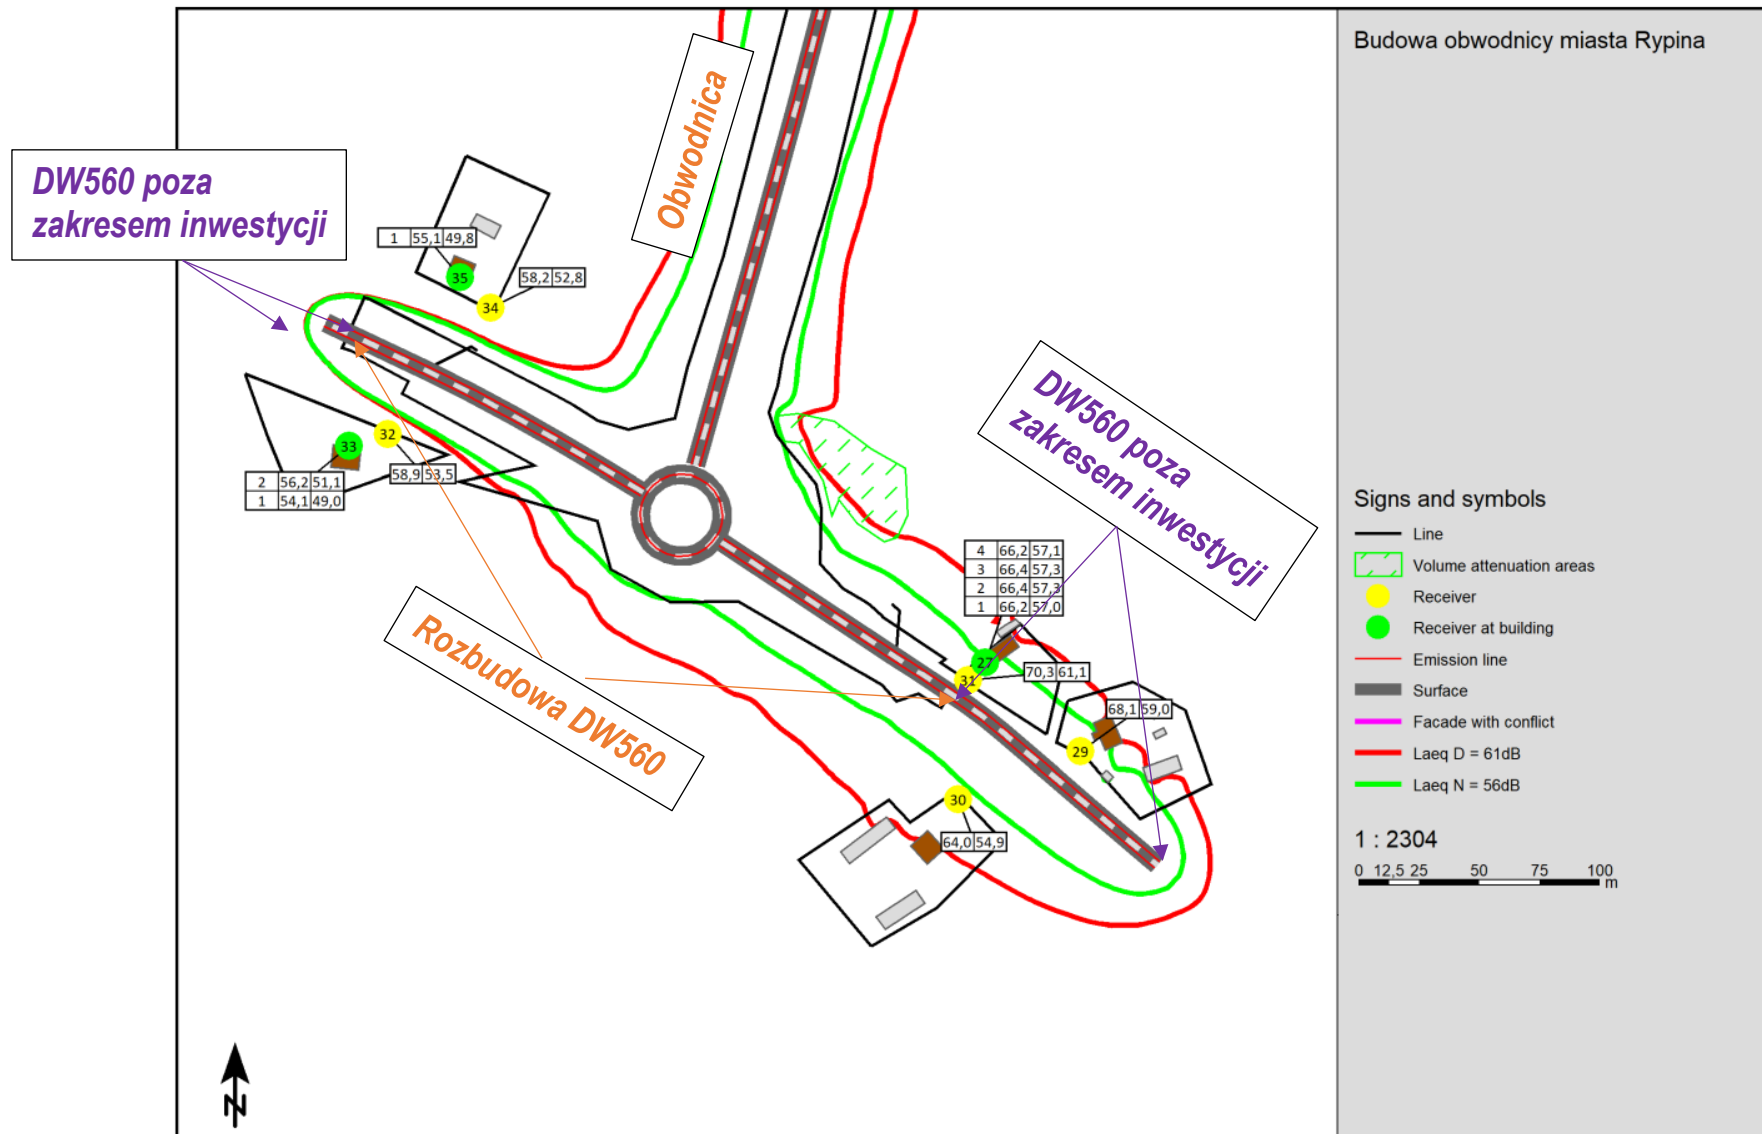 Budowa obwodnicy miasta Rypina
Obwodnica
DW560 poza
zakresem inwestycji
1 55,1 49,8
35
58,2 52,8
34
DW560 poza
zakresem inwestycji
32
33
58,9 53,5
2 56,2 51,1
1 54,1 49,0
4 66,2 57,1
3 66,4 57,3
2 66,4 57,3
1 66,2 57,0
27
31
70,3 61,1
Rozbudowa DW560
68,1 59,0
29
30
64,0 54,9
N
Signs and symbols
Line
Volume attenuation areas
Receiver
Receiver at building
Emission line
Surface
Facade with conflict
Laeq D = 61dB
Laeq N = 56dB
1 : 2304
0 12,5 25 50 75 100
m